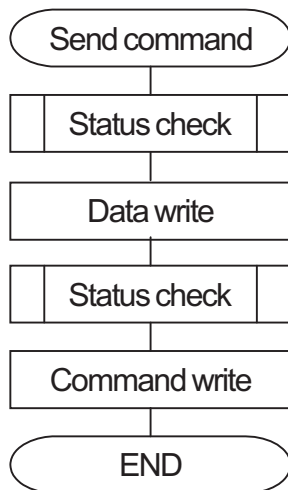 Send command
Status check
Data write
Status check
Command write
END